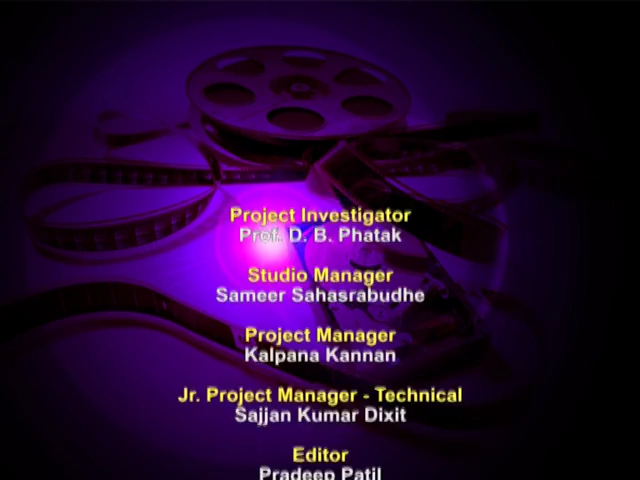 Project Investigator
Prof. D. B. Phatak
Studio Manager
Sameer Sahasrabudhe
Project Manager
Kalpana Kannan
Jr. Project Manager - Technical
Sajjan Kumar Dixit
Editor
Pradeep Patil